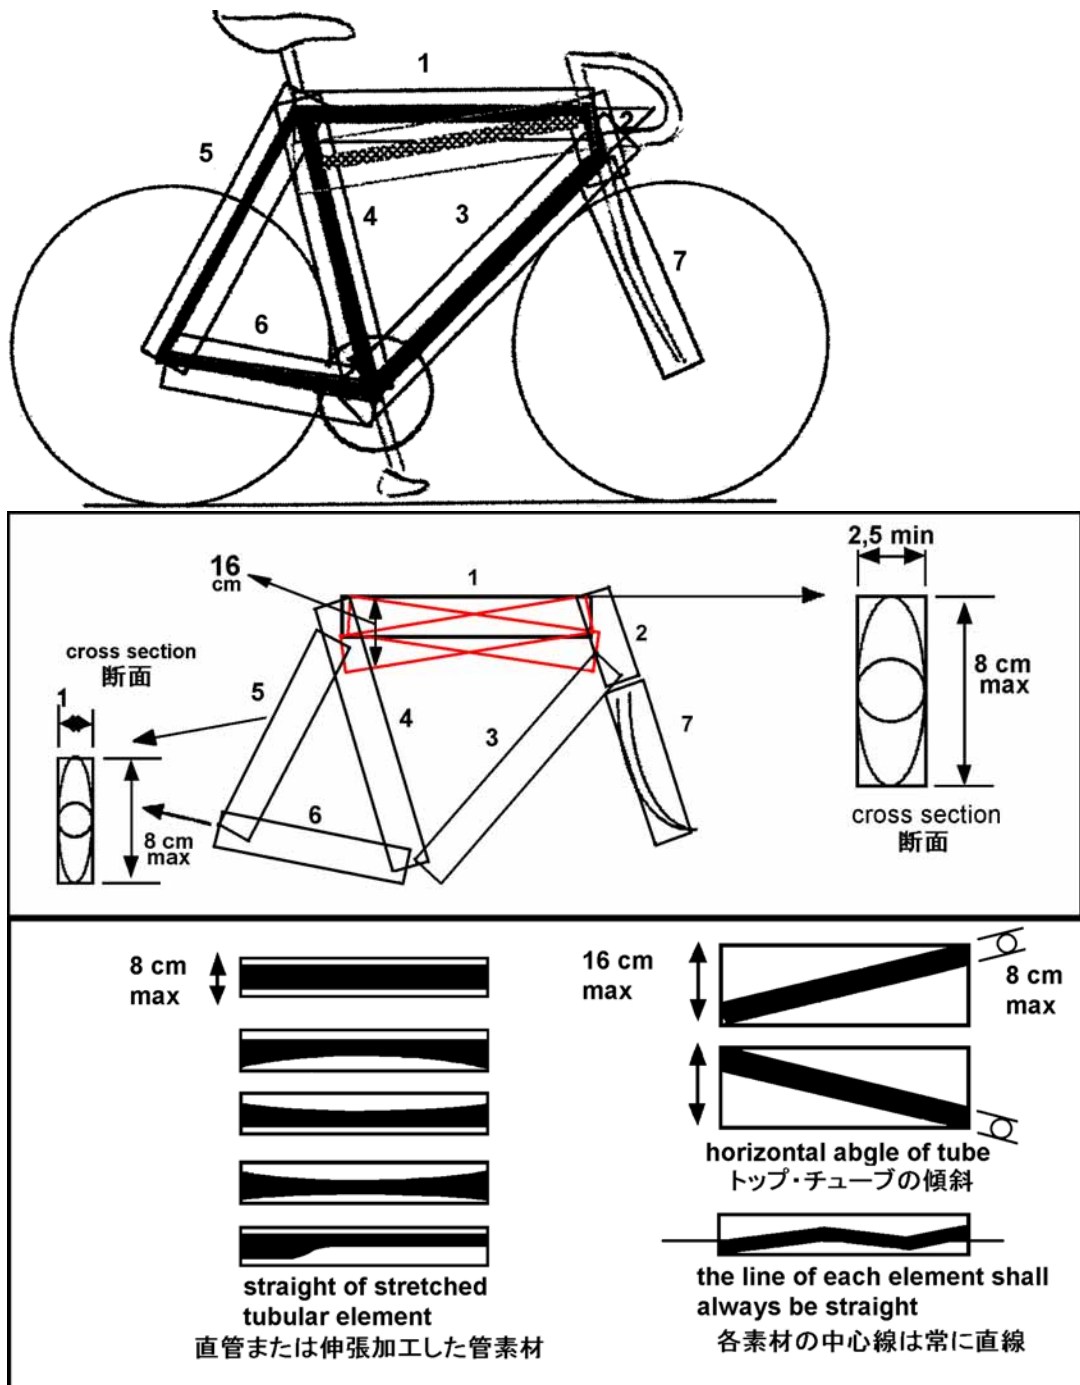 1
2
5
4
3
7
6
2,5 min
16
cm
1
2
8 cm
max
cross section
断面
1
5
4
3
7
6
8 cm
max
cross section
断面
8 cm
max
16 cm
max
8 cm
max
horizontal abgle of tube
トップ・チューブの傾斜
straight of stretched
tubular element
直管または伸張加工した管素材
the line of each element shall
always be straight
各素材の中心線は常に直線